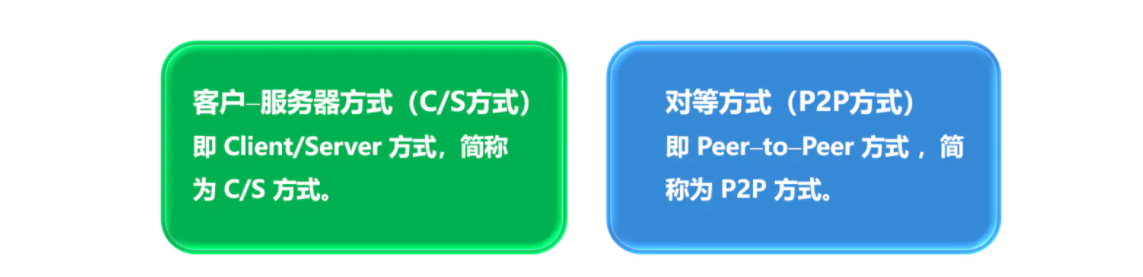 客户–服务器方式（C/S方式）
即 Client/Server 方式，简称
为 C/S 方式。
对等方式（P2P方式）
即 Peer–to–Peer 方式 ，简
称为 P2P 方式。